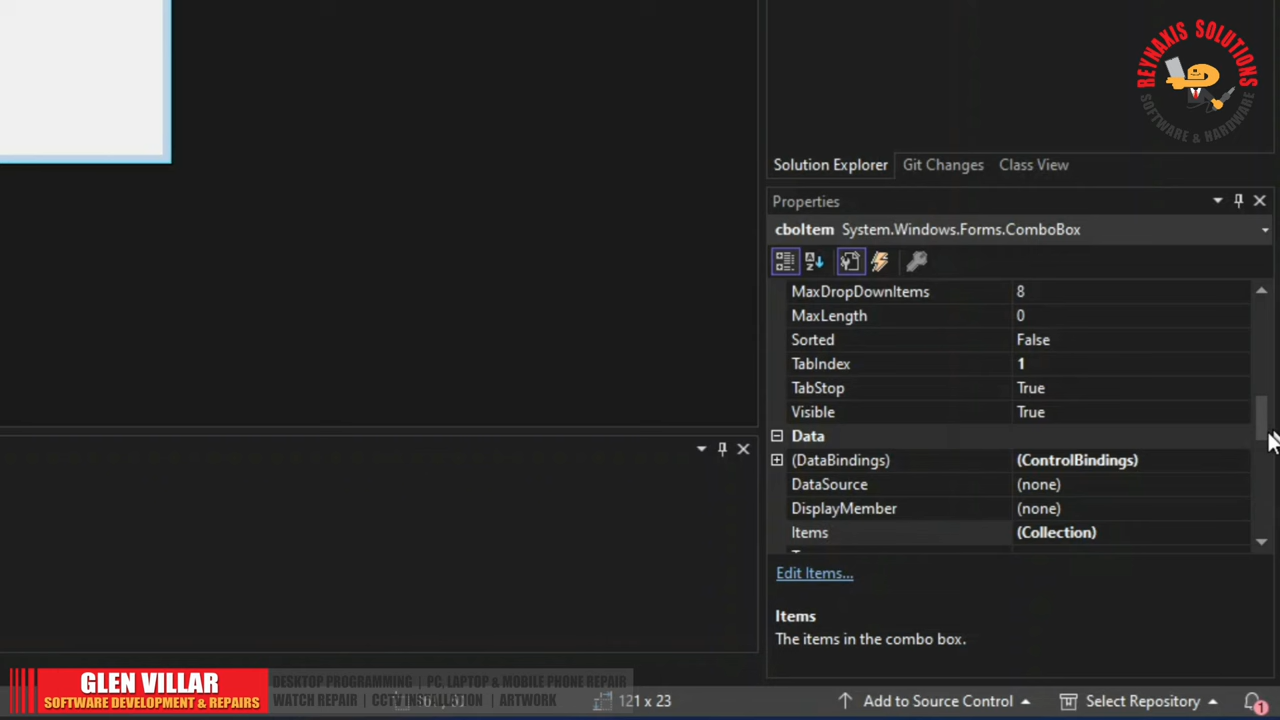 REYNAXIS SOLUTIONS
SOFTWARE & HARDWARE
Solution Explorer
Git Changes
Class View
Properties
cboItem System.Windows.Forms.ComboBox
MaxDropDownItems 8
MaxLength 0
Sorted False
TabIndex 1
TabStop True
Visible True
Data
(DataBindings) (ControlBindings)
DataSource (none)
DisplayMember (none)
Items (Collection)
Edit Items...
Items
The items in the combo box.
GLEN VILLAR
SOFTWARE DEVELOPMENT & REPAIRS
DESKTOP PROGRAMMING | PC, LAPTOP & MOBILE PHONE REPAIR
WATCH REPAIR | CCTV INSTALLATION | ARTWORK
121 x 23
Add to Source Control
Select Repository
1